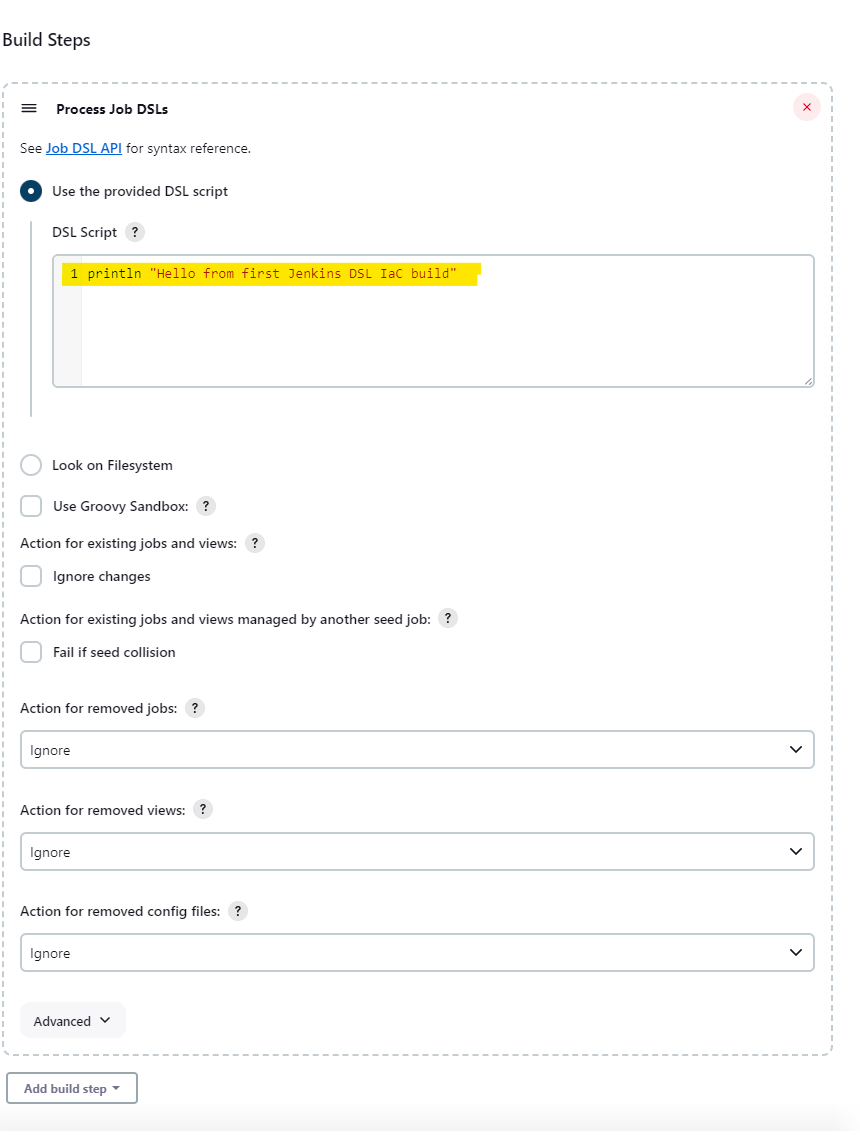 Build Steps
Process Job DSLs
See Job DSL API for syntax reference.
Use the provided DSL script
DSL Script ?
1 println "Hello from first Jenkins DSL IaC build"
Look on Filesystem
Use Groovy Sandbox: ?
Action for existing jobs and views: ?
Ignore changes
Action for existing jobs and views managed by another seed job: ?
Fail if seed collision
Action for removed jobs: ?
Ignore
Action for removed views: ?
Ignore
Action for removed config files: ?
Ignore
Advanced
Add build step